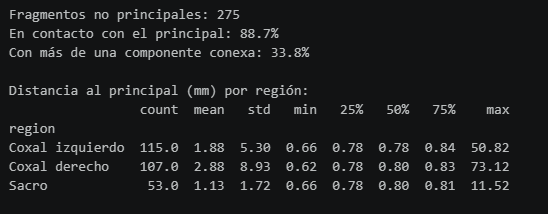 Fragmentos no principales: 275
En contacto con el principal: 88.7%
Con más de una componente conexa: 33.8%

Distancia al principal (mm) por región:
                 count  mean   std   min   25%   50%   75%    max
region
Coxal izquierdo  115.0  1.88  5.30  0.66  0.78  0.78  0.84  50.82
Coxal derecho    107.0  2.88  8.93  0.62  0.78  0.80  0.83  73.12
Sacro             53.0  1.13  1.72  0.66  0.78  0.80  0.81  11.52